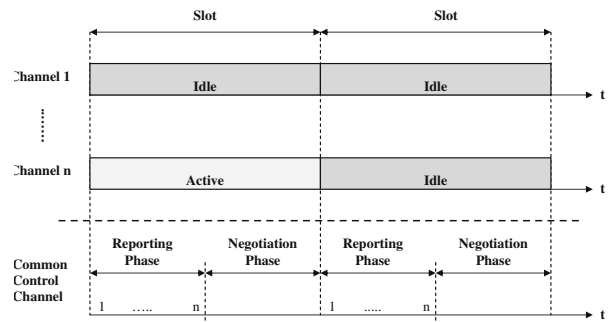 Slot Slot
Channel 1
Idle Idle
t
Channel n
Active Idle
t
Reporting Phase Negotiation Phase Reporting Phase Negotiation Phase
Common
Control
Channel
1 ..... n 1 ..... n
t